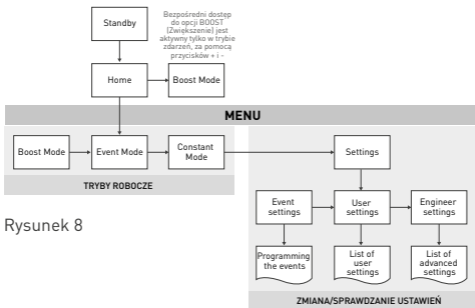 Standby
Bezpośredni dostęp
do opcji BOOST
(Zwiększenie) jest
aktywny tylko w trybie
zdarzeń, za pomocą
przycisków + i -
Home
Boost Mode
MENU
Boost Mode
Event Mode
Constant
Mode
Settings
TRYBY ROBOCZE
Event
settings
User
settings
Engineer
settings
Rysunek 8
Programming
the events
List of
user
settings
List of
advanced
settings
ZMIANA/SPRAWDZANIE USTAWIEŃ